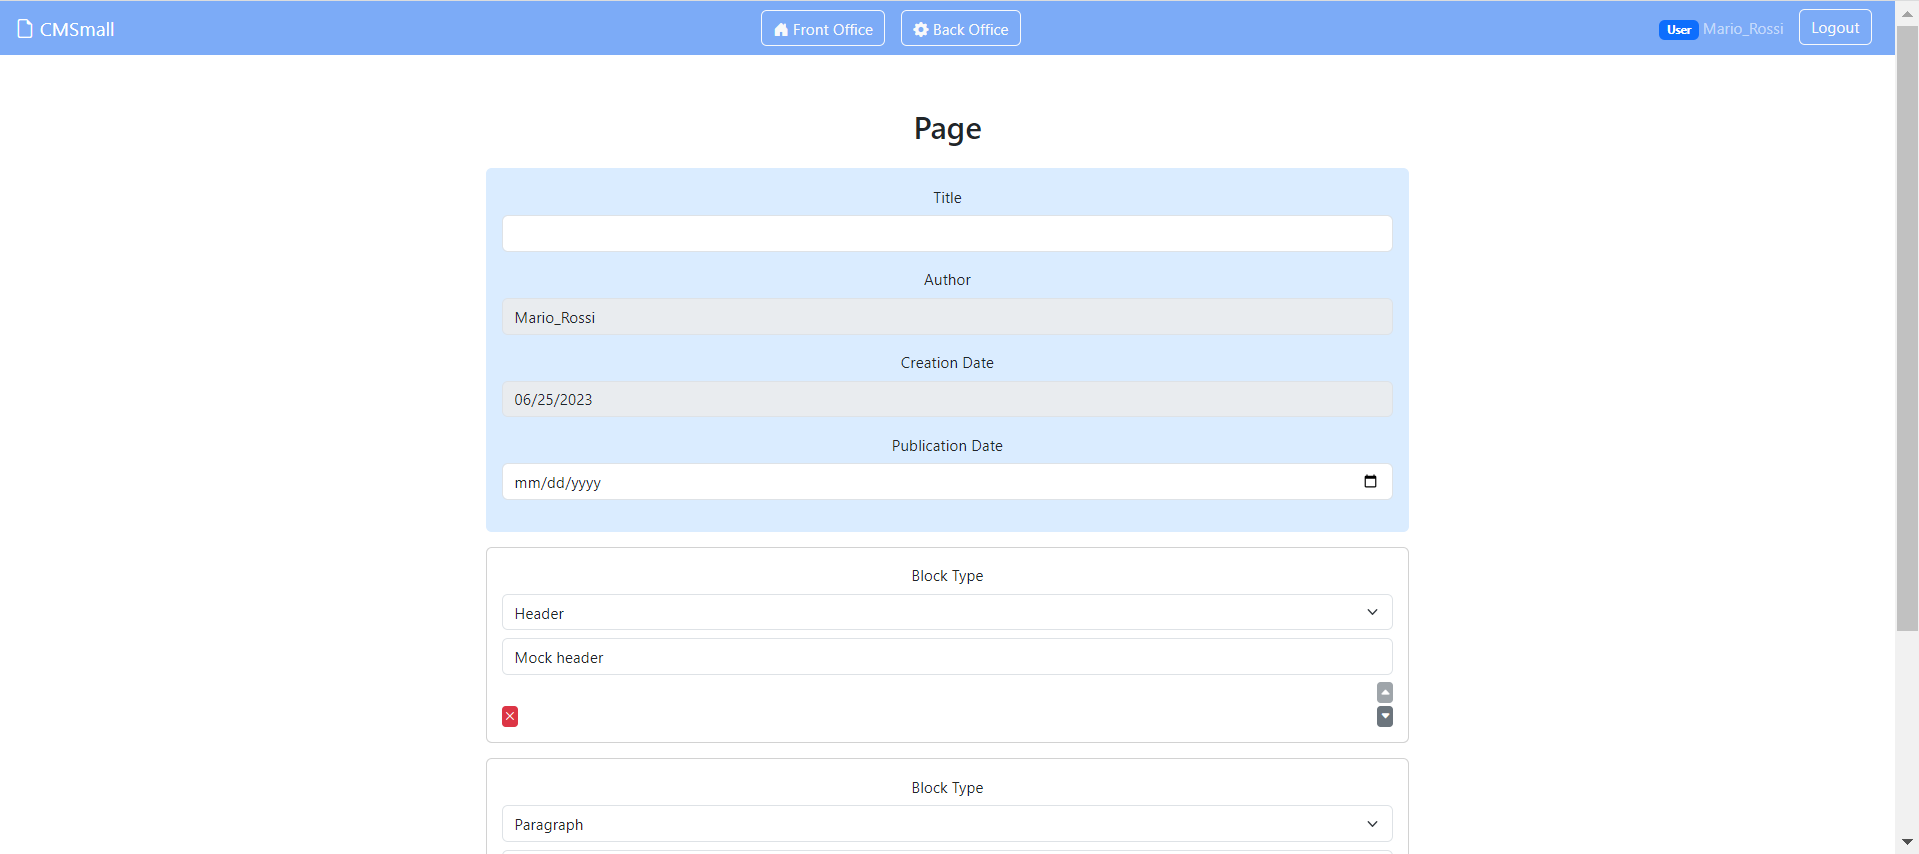 CMSmall
Front Office
Back Office
User Mario_Rossi
Logout
Page
Title
Author
Mario_Rossi
Creation Date
06/25/2023
Publication Date
mm/dd/yyyy
Block Type
Header
Mock header
Block Type
Paragraph